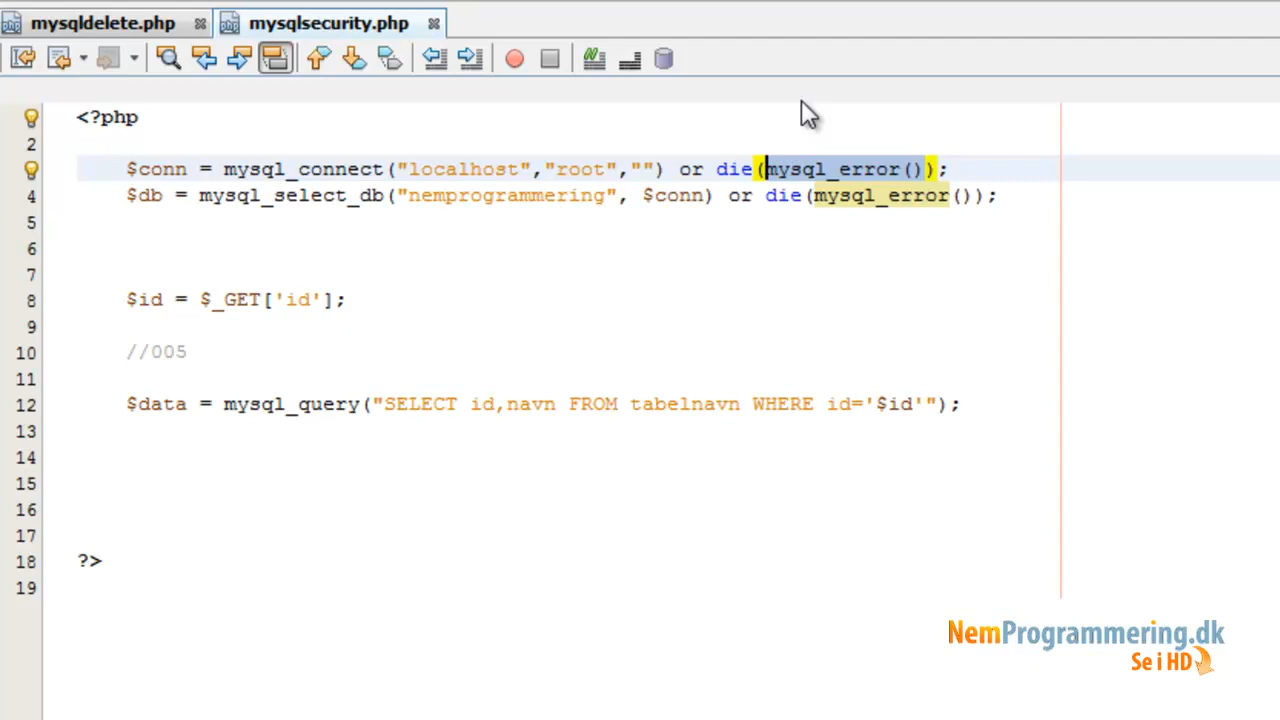 mysqldelete.php mysqlsecurity.php
<?php
2
$conn = mysql_connect("localhost","root","") or die(mysql_error());
4 $db = mysql_select_db("nemprogrammering", $conn) or die(mysql_error());
5
6
7
8 $id = $_GET['id'];
9
10 //005
11
12 $data = mysql_query("SELECT id,navn FROM tabelnavn WHERE id='$id'");
13
14
15
16
17
18 ?>
19
NemProgrammering.dk
Se i HD